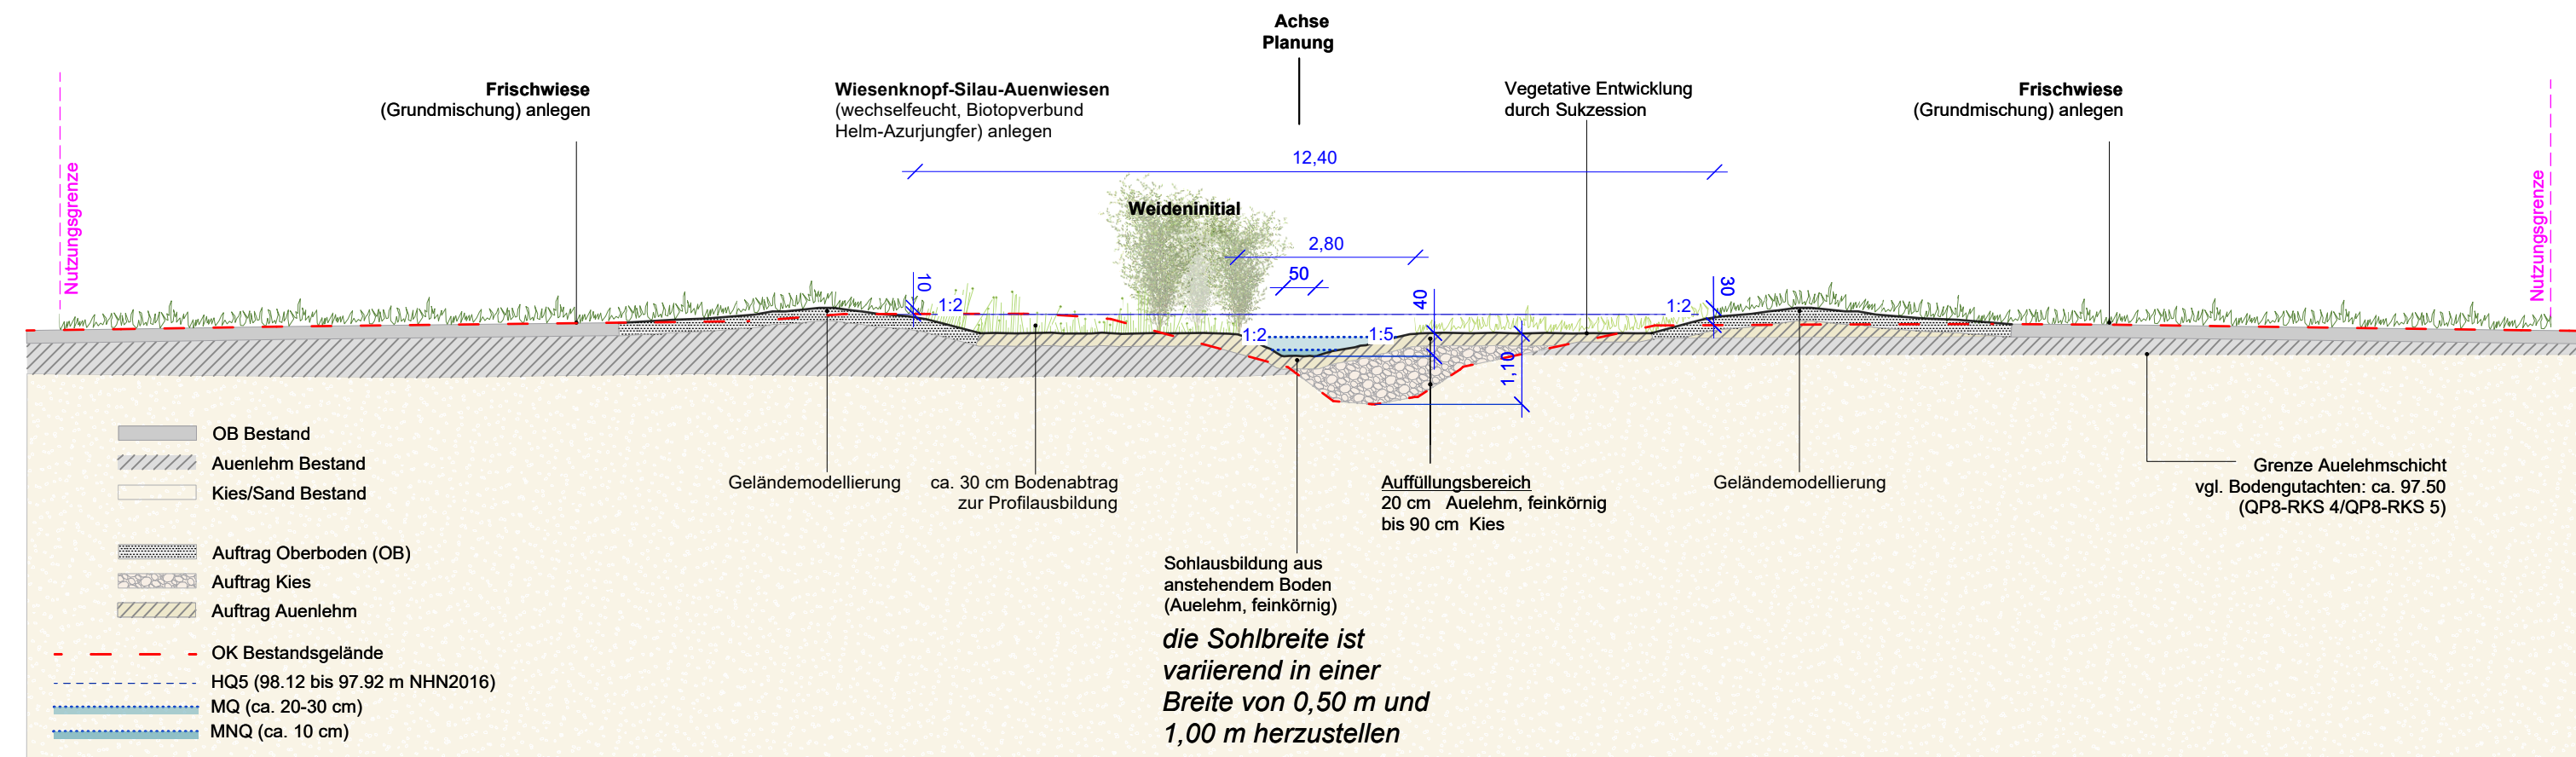 Achse
Planung
Frischwiese
(Grundmischung) anlegen
Wiesenknopf-Silau-Auenwiesen
(wechselfeucht, Biotopverbund
Helm-Azurjungfer) anlegen
Vegetative Entwicklung
durch Sukzession
Frischwiese
(Grundmischung) anlegen
12,40
Nutzungsgrenze
Nutzungsgrenze
Weideninitial
2,80
50
10
1:2
40
1:2
30
1:2
1:5
1,10
OB Bestand
Auenlehm Bestand
Kies/Sand Bestand
Auftrag Oberboden (OB)
Auftrag Kies
Auftrag Auenlehm
OK Bestandsgelände
HQ5 (98.12 bis 97.92 m NHN2016)
MQ (ca. 20-30 cm)
MNQ (ca. 10 cm)
Geländemodellierung
ca. 30 cm Bodenabtrag
zur Profilausbildung
Sohlausbildung aus
anstehendem Boden
(Auelehm, feinkörnig)
die Sohlbreite ist
variierend in einer
Breite von 0,50 m und
1,00 m herzustellen
Auffüllungsbereich
20 cm Auelehm, feinkörnig
bis 90 cm Kies
Geländemodellierung
Grenze Auelehmschicht
vgl. Bodengutachten: ca. 97.50
(QP8-RKS 4/QP8-RKS 5)